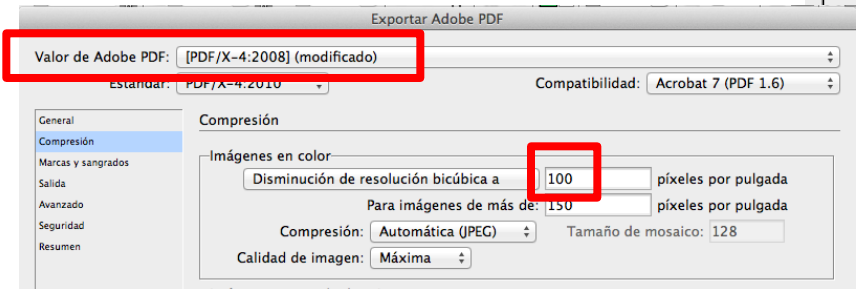 Exportar Adobe PDF
Valor de Adobe PDF: [PDF/X-4:2008] (modificado)
Estándar: PDF/X-4:2010 Compatibilidad: Acrobat 7 (PDF 1.6)
General
Compresión
Marcas y sangrados
Salida
Avanzado
Seguridad
Resumen
Compresión
Imágenes en color
Disminución de resolución bicúbica a 100 píxeles por pulgada
Para imágenes de más de: 150 píxeles por pulgada
Compresión: Automática (JPEG) Tamaño de mosaico: 128
Calidad de imagen: Máxima